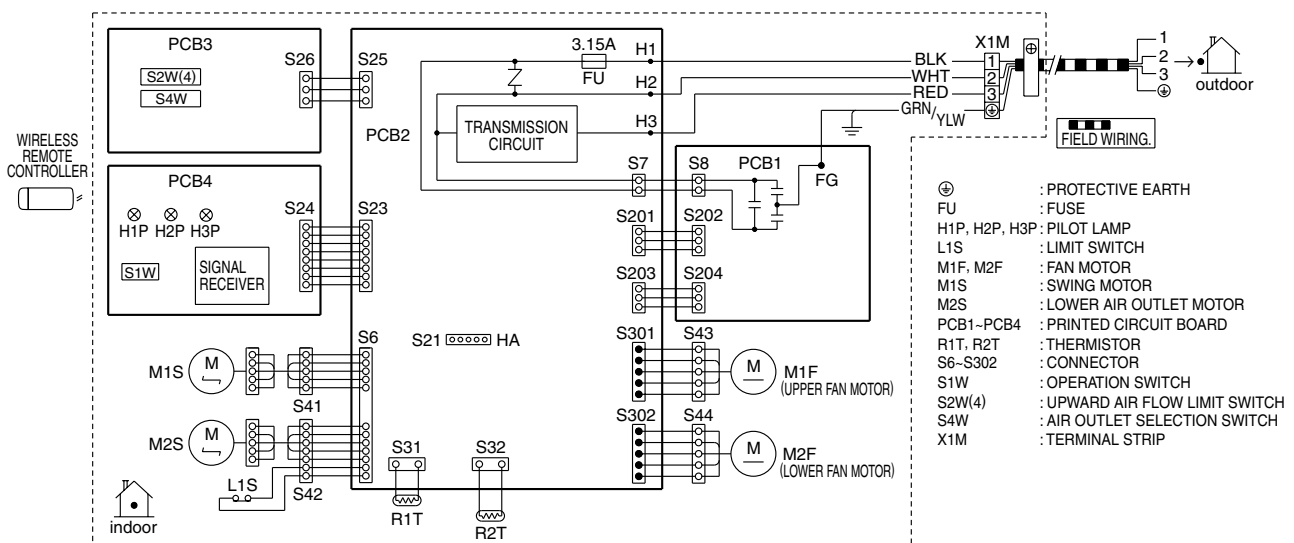 PCB3
S2W(4)
S4W
S26
S25
3.15A
FU
H1
H2
H3
PCB2
TRANSMISSION
CIRCUIT
BLK
WHT
RED
GRN/YLW
X1M
1
2
3
1
2
3
outdoor
FIELD WIRING.
WIRELESS
REMOTE
CONTROLLER
PCB4
H1P H2P H3P
S1W
SIGNAL
RECEIVER
S24
S23
S7
S8
PCB1
FG
S201
S202
S203
S204
S21
HA
S6
S301
S43
M
M1S
S41
M
M1F
(UPPER FAN MOTOR)
S302
S44
M
M2S
S42
L1S
M
M2F
(LOWER FAN MOTOR)
S31
S32
R1T
R2T
indoor
: PROTECTIVE EARTH
FU : FUSE
H1P, H2P, H3P : PILOT LAMP
L1S : LIMIT SWITCH
M1F, M2F : FAN MOTOR
M1S : SWING MOTOR
M2S : LOWER AIR OUTLET MOTOR
PCB1~PCB4 : PRINTED CIRCUIT BOARD
R1T, R2T : THERMISTOR
S6~S302 : CONNECTOR
S1W : OPERATION SWITCH
S2W(4) : UPWARD AIR FLOW LIMIT SWITCH
S4W : AIR OUTLET SELECTION SWITCH
X1M : TERMINAL STRIP